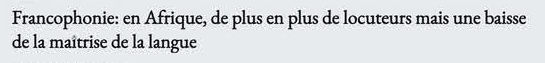 Francophonie: en Afrique, de plus en plus de locuteurs mais une baisse
de la maîtrise de la langue